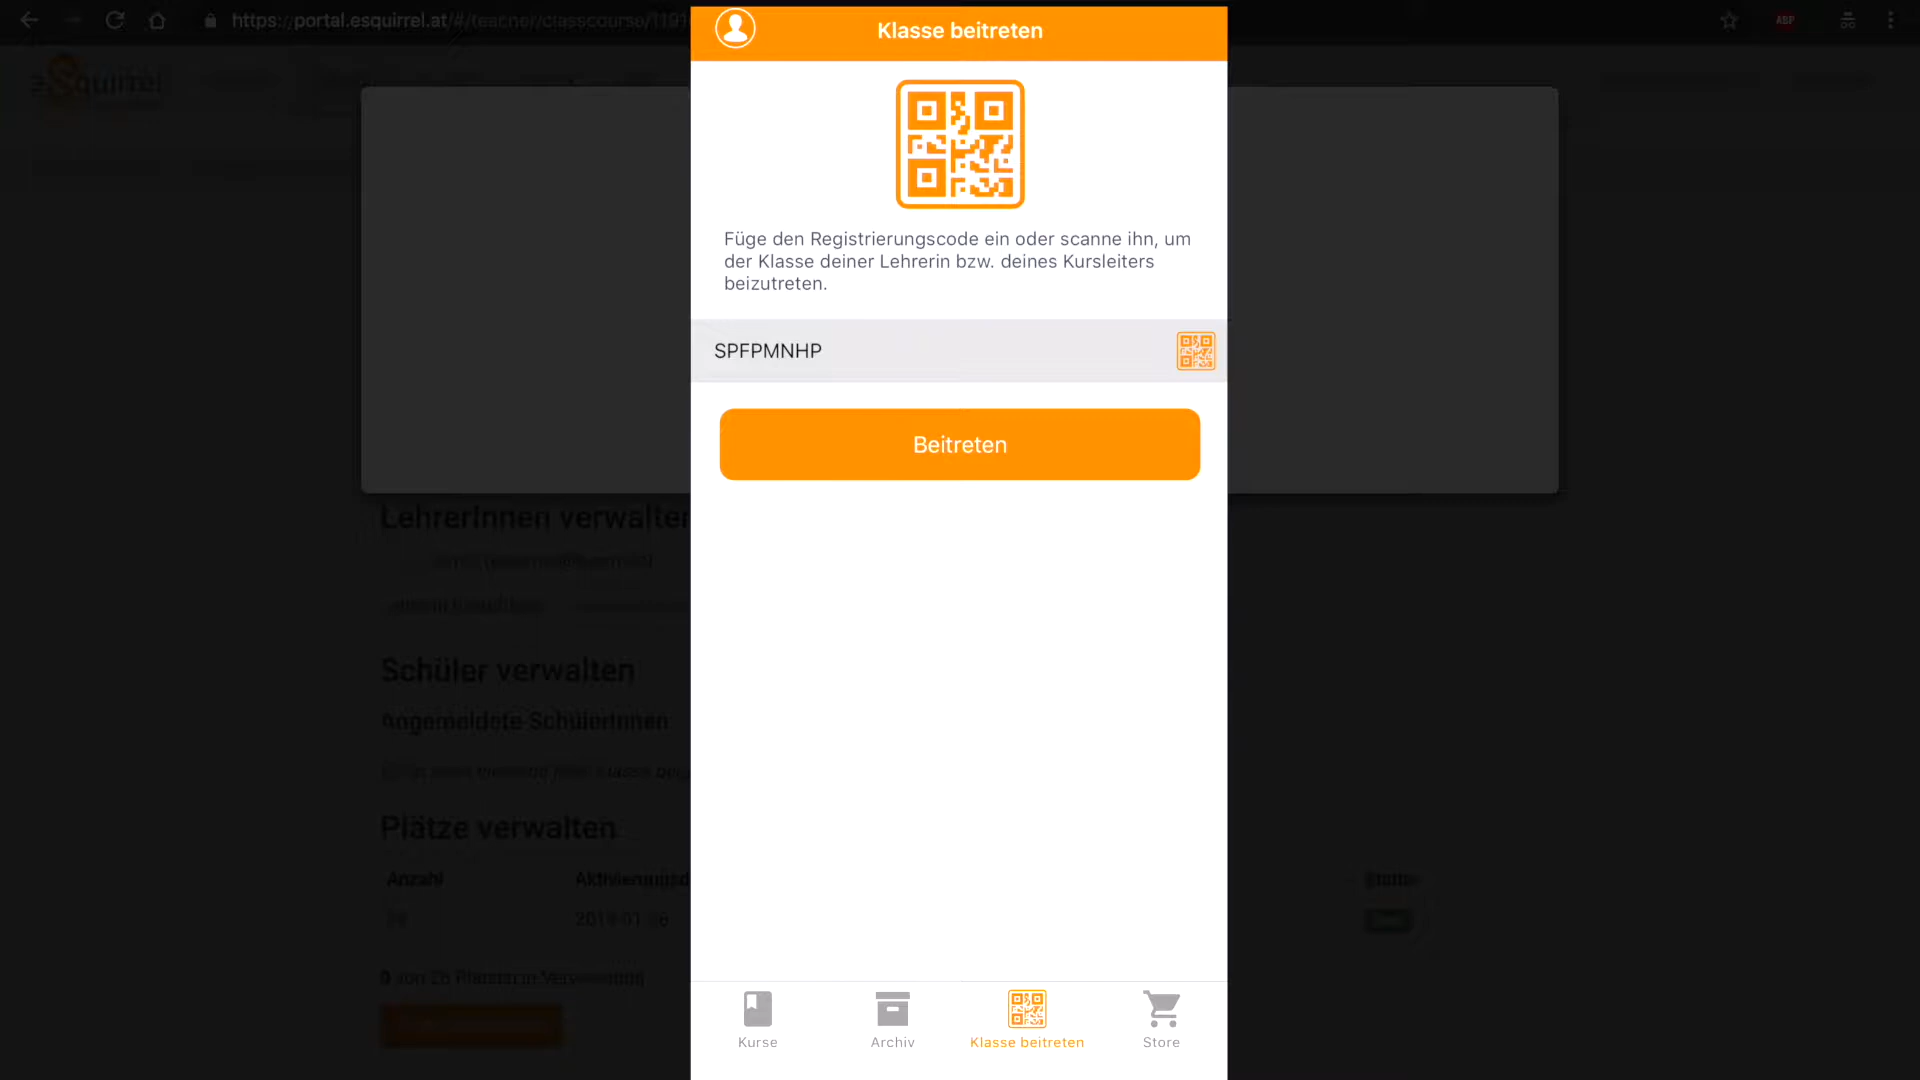 https://portal.esquirrel.at/#/teacher/classcourse/1191
Klasse beitreten
Füge den Registrierungscode ein oder scanne ihn, um
der Klasse deiner Lehrerin bzw. deines Kursleiters
beizutreten.
SPFPMNHP
Beitreten
LehrerInnen verwalten
Schüler verwalten
Angemeldete SchülerInnen
Plätze verwalten
Anzahl
Status
Kurse
Archiv
Klasse beitreten
Store